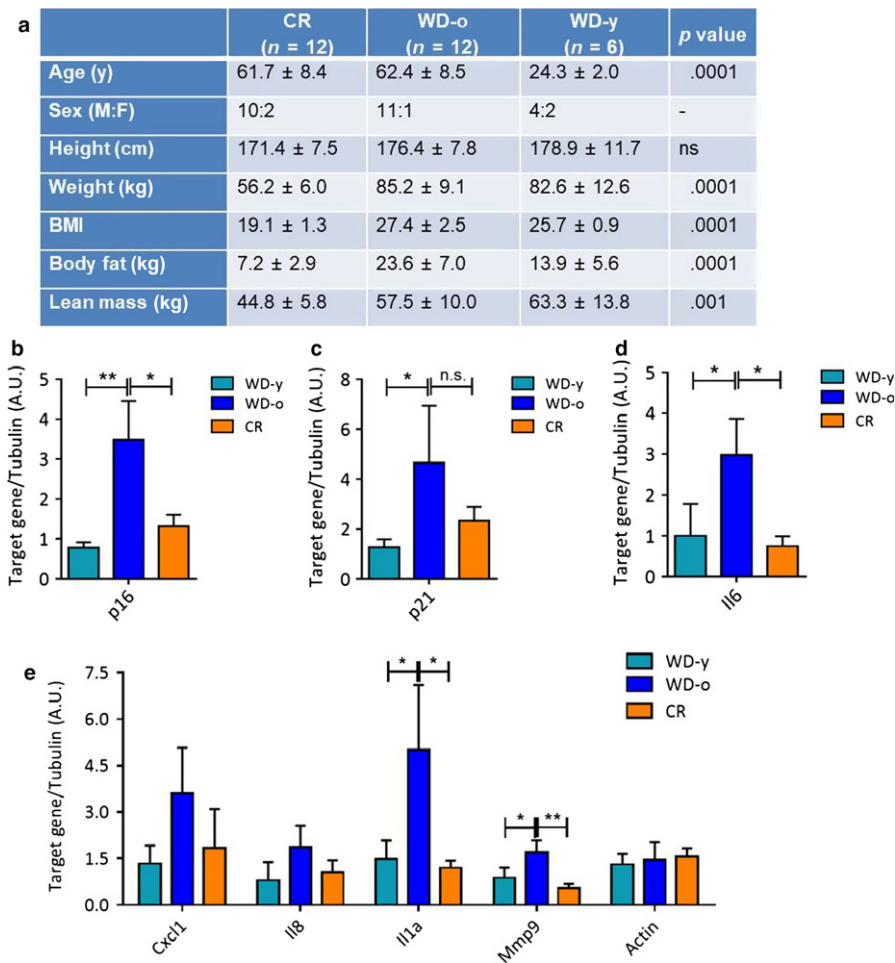 a
CR (n = 12) WD-o (n = 12) WD-y (n = 6) p value
Age (y) 61.7 ± 8.4 62.4 ± 8.5 24.3 ± 2.0 .0001
Sex (M:F) 10:2 11:1 4:2 -
Height (cm) 171.4 ± 7.5 176.4 ± 7.8 178.9 ± 11.7 ns
Weight (kg) 56.2 ± 6.0 85.2 ± 9.1 82.6 ± 12.6 .0001
BMI 19.1 ± 1.3 27.4 ± 2.5 25.7 ± 0.9 .0001
Body fat (kg) 7.2 ± 2.9 23.6 ± 7.0 13.9 ± 5.6 .0001
Lean mass (kg) 44.8 ± 5.8 57.5 ± 10.0 63.3 ± 13.8 .001
b
Target gene/Tubulin (A.U.)
5
4
3
2
1
0
** *
p16
WD-y
WD-o
CR
c
Target gene/Tubulin (A.U.)
8
6
4
2
0
* n.s.
p21
WD-y
WD-o
CR
d
Target gene/Tubulin (A.U.)
5
4
3
3
1
0
* *
Il6
WD-y
WD-o
CR
e
Target gene/Tubulin (A.U.)
7.5
6.0
4.5
3.0
1.5
0.0
* *
* **
Cxcl1 Il8 Il1a Mmp9 Actin
WD-y
WD-o
CR